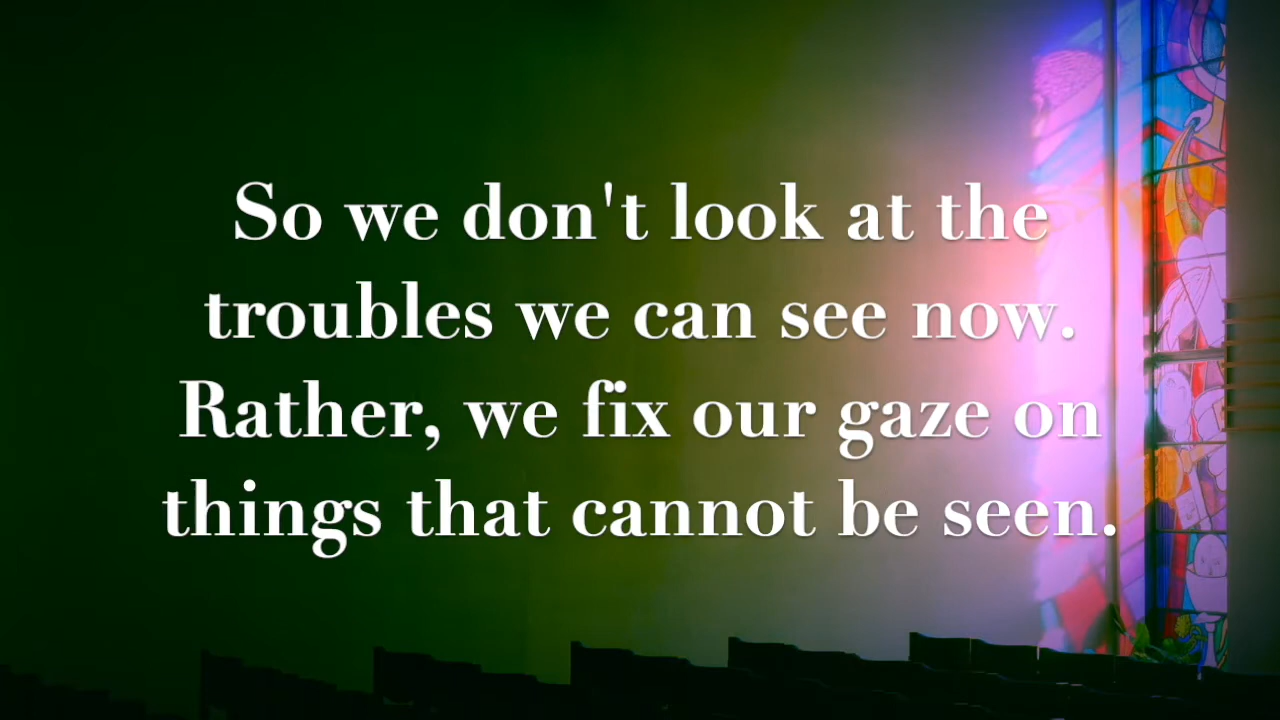 So we don't look at the
troubles we can see now.
Rather, we fix our gaze on
things that cannot be seen.